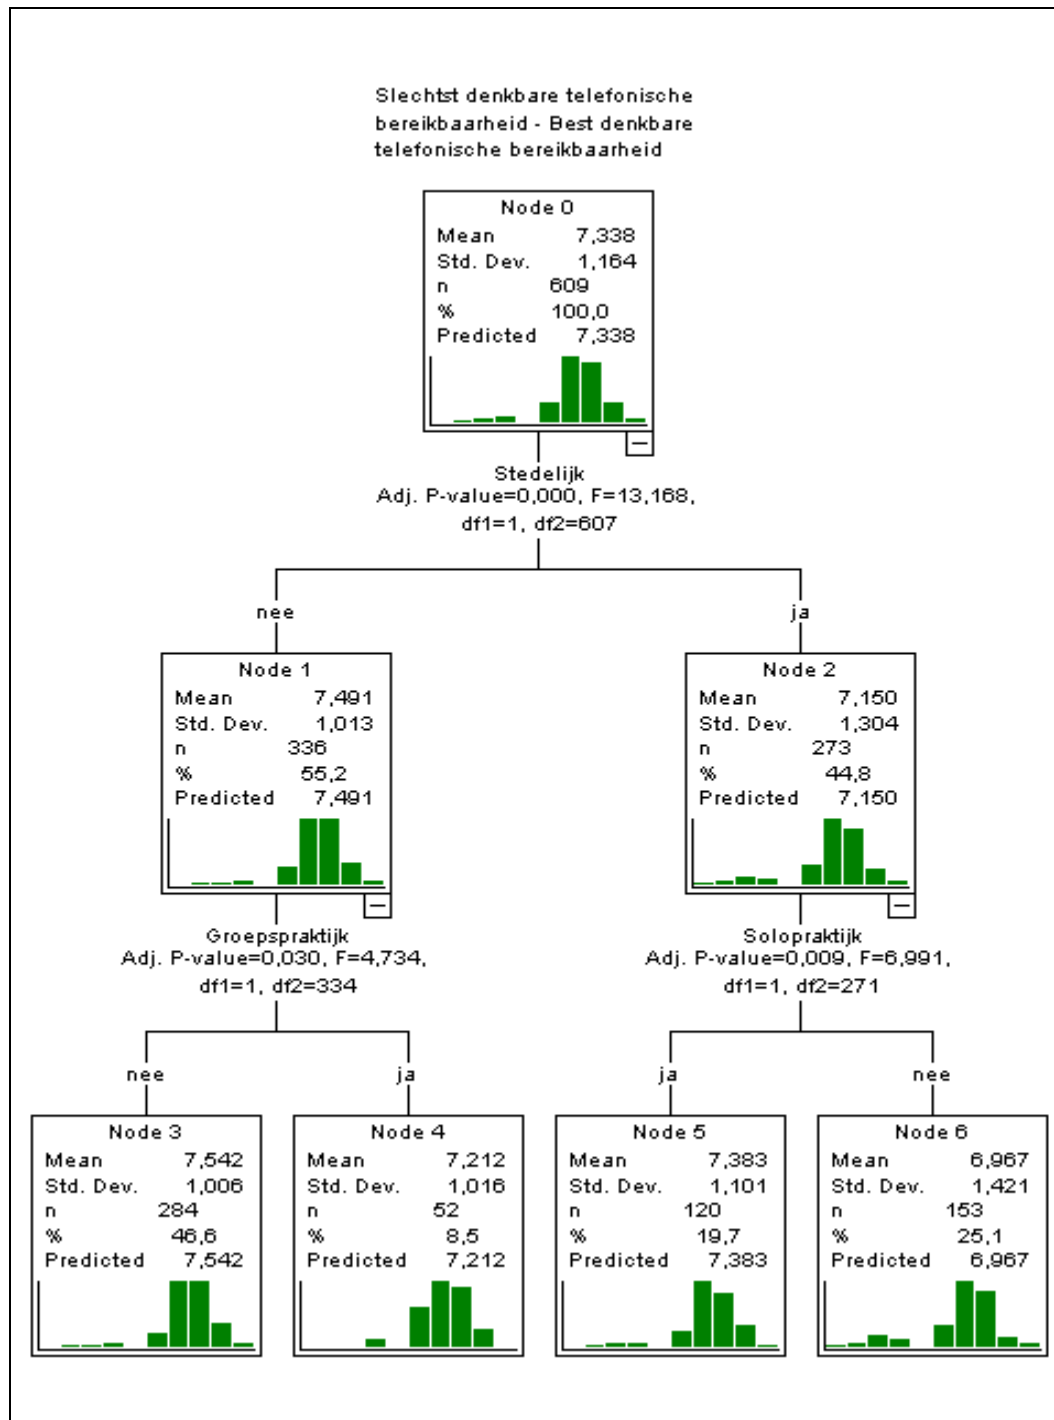 Slechtst denkbare telefonische
bereikbaarheid - Best denkbare
telefonische bereikbaarheid
Node 0
Mean 7,338
Std. Dev. 1,164
n 609
% 100,0
Predicted 7,338
Stedelijk
Adj. P-value=0,000, F=13,168,
df1=1, df2=607
nee
ja
Node 1
Mean 7,491
Std. Dev. 1,013
n 336
% 55,2
Predicted 7,491
Node 2
Mean 7,150
Std. Dev. 1,304
n 273
% 44,8
Predicted 7,150
Groepspraktijk
Adj. P-value=0,030, F=4,734,
df1=1, df2=334
Solopraktijk
Adj. P-value=0,009, F=6,991,
df1=1, df2=271
nee
ja
ja
nee
Node 3
Mean 7,542
Std. Dev. 1,006
n 284
% 46,6
Predicted 7,542
Node 4
Mean 7,212
Std. Dev. 1,016
n 52
% 8,5
Predicted 7,212
Node 5
Mean 7,383
Std. Dev. 1,101
n 120
% 19,7
Predicted 7,383
Node 6
Mean 6,967
Std. Dev. 1,421
n 153
% 25,1
Predicted 6,967